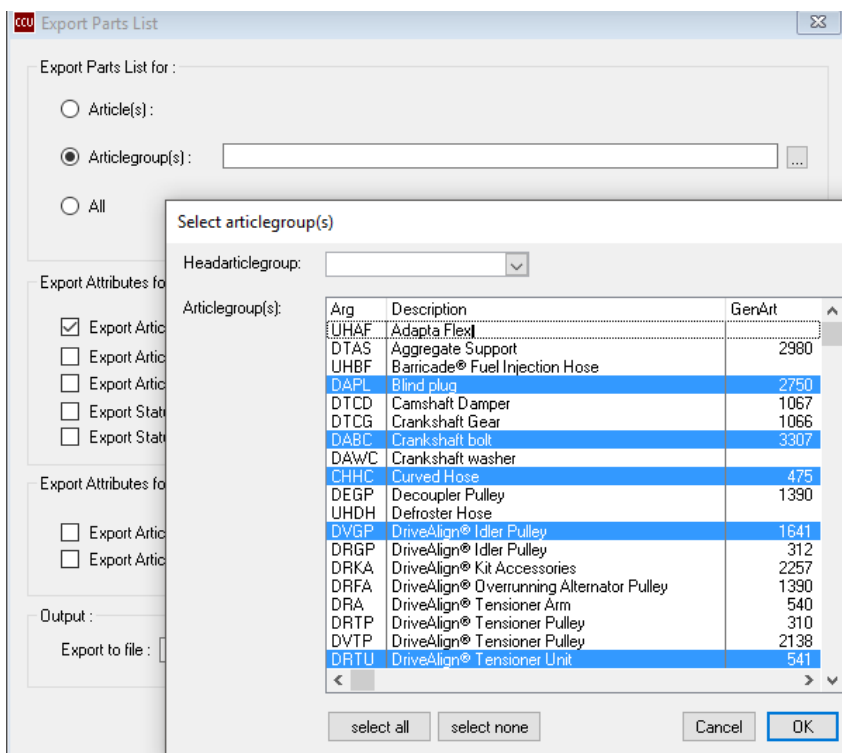 CCU Export Parts List
Export Parts List for :
Article(s) :
Articlegroup(s) :
...
All
Select articlegroup(s)
Headarticlegroup:
Export Attributes fo
Articlegroup(s):
Arg Description GenArt
UHAF Adapta Flex
DTAS Aggregate Support 2980
UHBF Barricade® Fuel Injection Hose
DAPL Blind plug 2750
DTCD Camshaft Damper 1067
DTCG Crankshaft Gear 1066
DABC Crankshaft bolt 3307
DAWC Crankshaft washer
CHHC Curved Hose 475
DEGP Decoupler Pulley 1390
UHDH Defroster Hose
DVGP DriveAlign® Idler Pulley 1641
DRGP DriveAlign® Idler Pulley 312
DRKA DriveAlign® Kit Accessories 2257
DRFA DriveAlign® Overrunning Alternator Pulley 1390
DRA DriveAlign® Tensioner Arm 540
DRTP DriveAlign® Tensioner Pulley 310
DVTP DriveAlign® Tensioner Pulley 2138
DRTU DriveAlign® Tensioner Unit 541
Export Artic
Export Artic
Export Artic
Export Statu
Export Statu
Export Attributes fo
Export Artic
Export Artic
Output :
Export to file :
select all select none Cancel OK